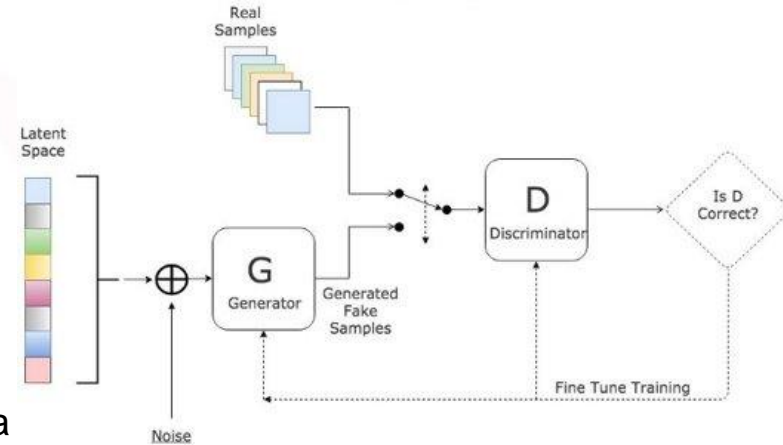 Real
Samples
Latent
Space
G
Generator
Generated
Fake
Samples
D
Discriminator
Is D
Correct?
Fine Tune Training
Noise
a